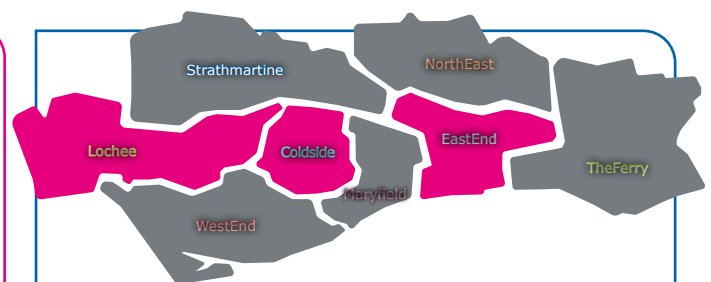 Strathmartine
NorthEast
Lochee
Coldside
EastEnd
TheFerry
Maryfield
WestEnd